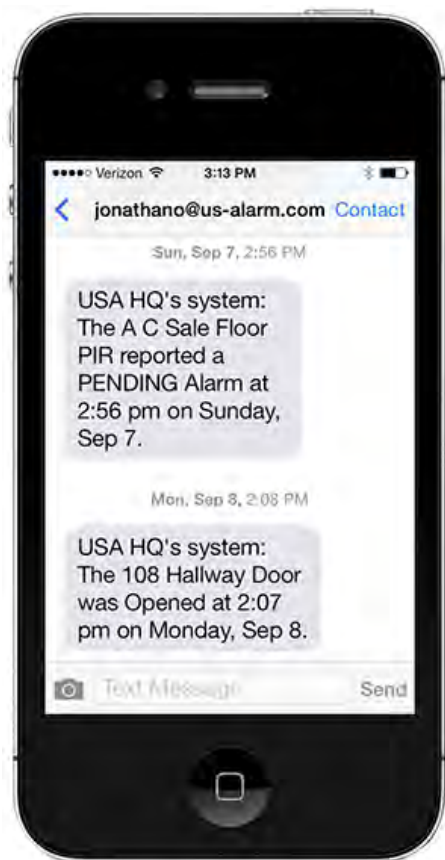 Verizon 3:13 PM
jonathano@us-alarm.com Contact
Sun, Sep 7, 2:56 PM
USA HQ's system:
The A C Sale Floor
PIR reported a
PENDING Alarm at
2:56 pm on Sunday,
Sep 7.
Mon, Sep 8, 2:08 PM
USA HQ's system:
The 108 Hallway Door
was Opened at 2:07
pm on Monday, Sep 8.
Text Message Send